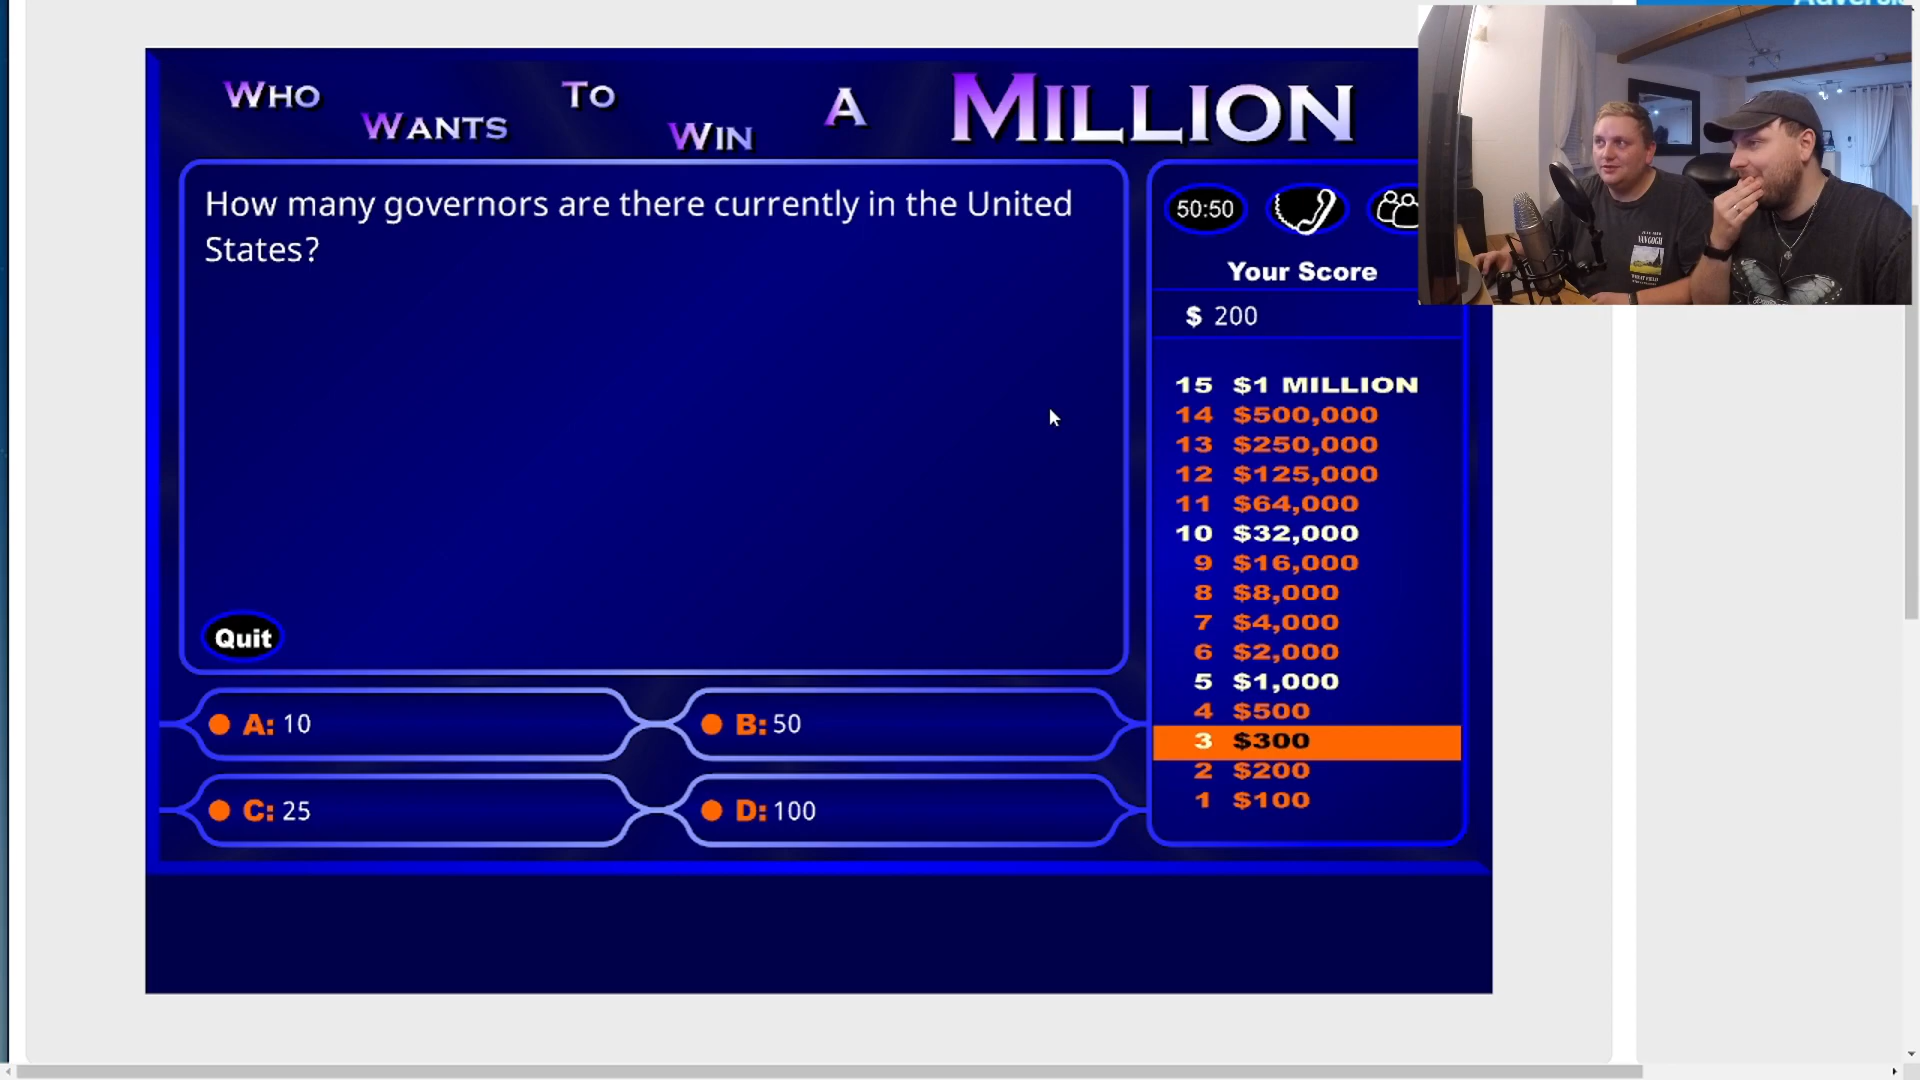 WHO WANTS TO WIN A MILLION
How many governors are there currently in the United
States?
50:50
Your Score
$ 200
15 $1 MILLION
14 $500,000
13 $250,000
12 $125,000
11 $64,000
10 $32,000
9 $16,000
8 $8,000
7 $4,000
6 $2,000
5 $1,000
4 $500
3 $300
2 $200
1 $100
Quit
A: 10
B: 50
C: 25
D: 100
VAN GOGH